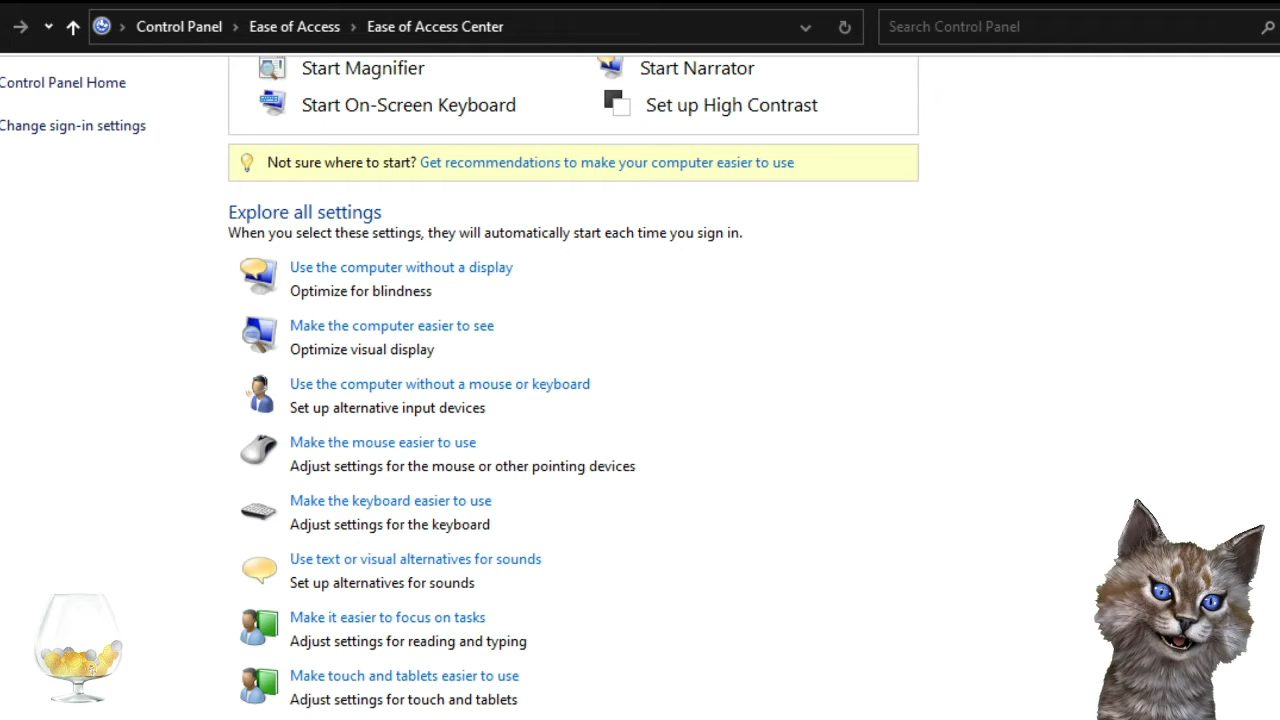 Control Panel Ease of Access Ease of Access Center Search Control Panel
Control Panel Home
Change sign-in settings
Start Magnifier Start Narrator
Start On-Screen Keyboard Set up High Contrast
Not sure where to start? Get recommendations to make your computer easier to use
Explore all settings
When you select these settings, they will automatically start each time you sign in.
Use the computer without a display
Optimize for blindness
Make the computer easier to see
Optimize visual display
Use the computer without a mouse or keyboard
Set up alternative input devices
Make the mouse easier to use
Adjust settings for the mouse or other pointing devices
Make the keyboard easier to use
Adjust settings for the keyboard
Use text or visual alternatives for sounds
Set up alternatives for sounds
Make it easier to focus on tasks
Adjust settings for reading and typing
Make touch and tablets easier to use
Adjust settings for touch and tablets